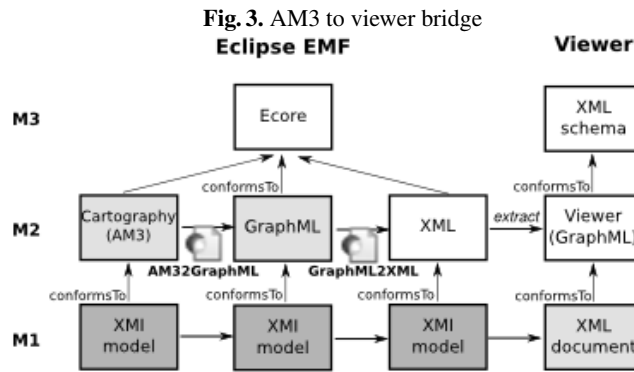 Fig. 3. AM3 to viewer bridge
Eclipse EMF
Viewer
M3
Ecore
XML
schema
conformsTo
conformsTo
M2
Cartography
(AM3)
GraphML
XML
extract
Viewer
(GraphML)
AM32GraphML
GraphML2XML
conformsTo
conformsTo
conformsTo
conformsTo
M1
XMI
model
XMI
model
XMI
model
XML
document